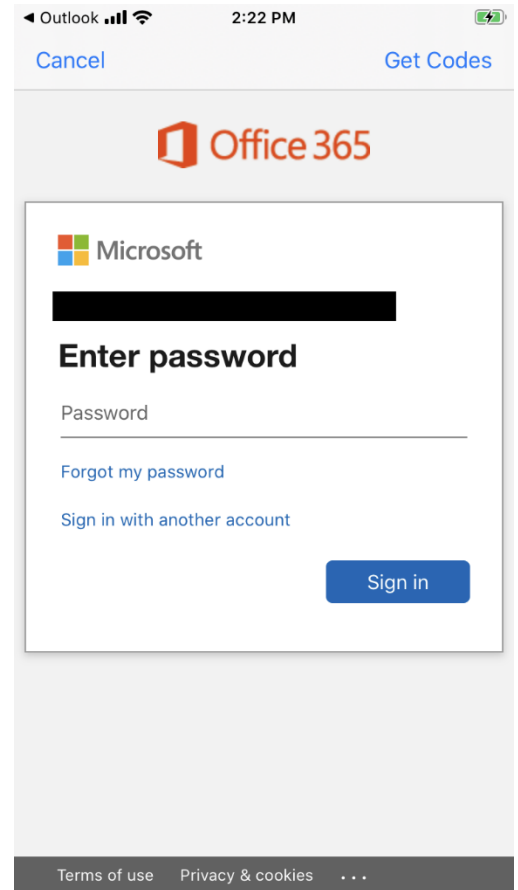 Outlook 2:22 PM
Cancel Get Codes
Office 365
Microsoft
Enter password
Password
Forgot my password
Sign in with another account
Sign in
Terms of use Privacy & cookies ...